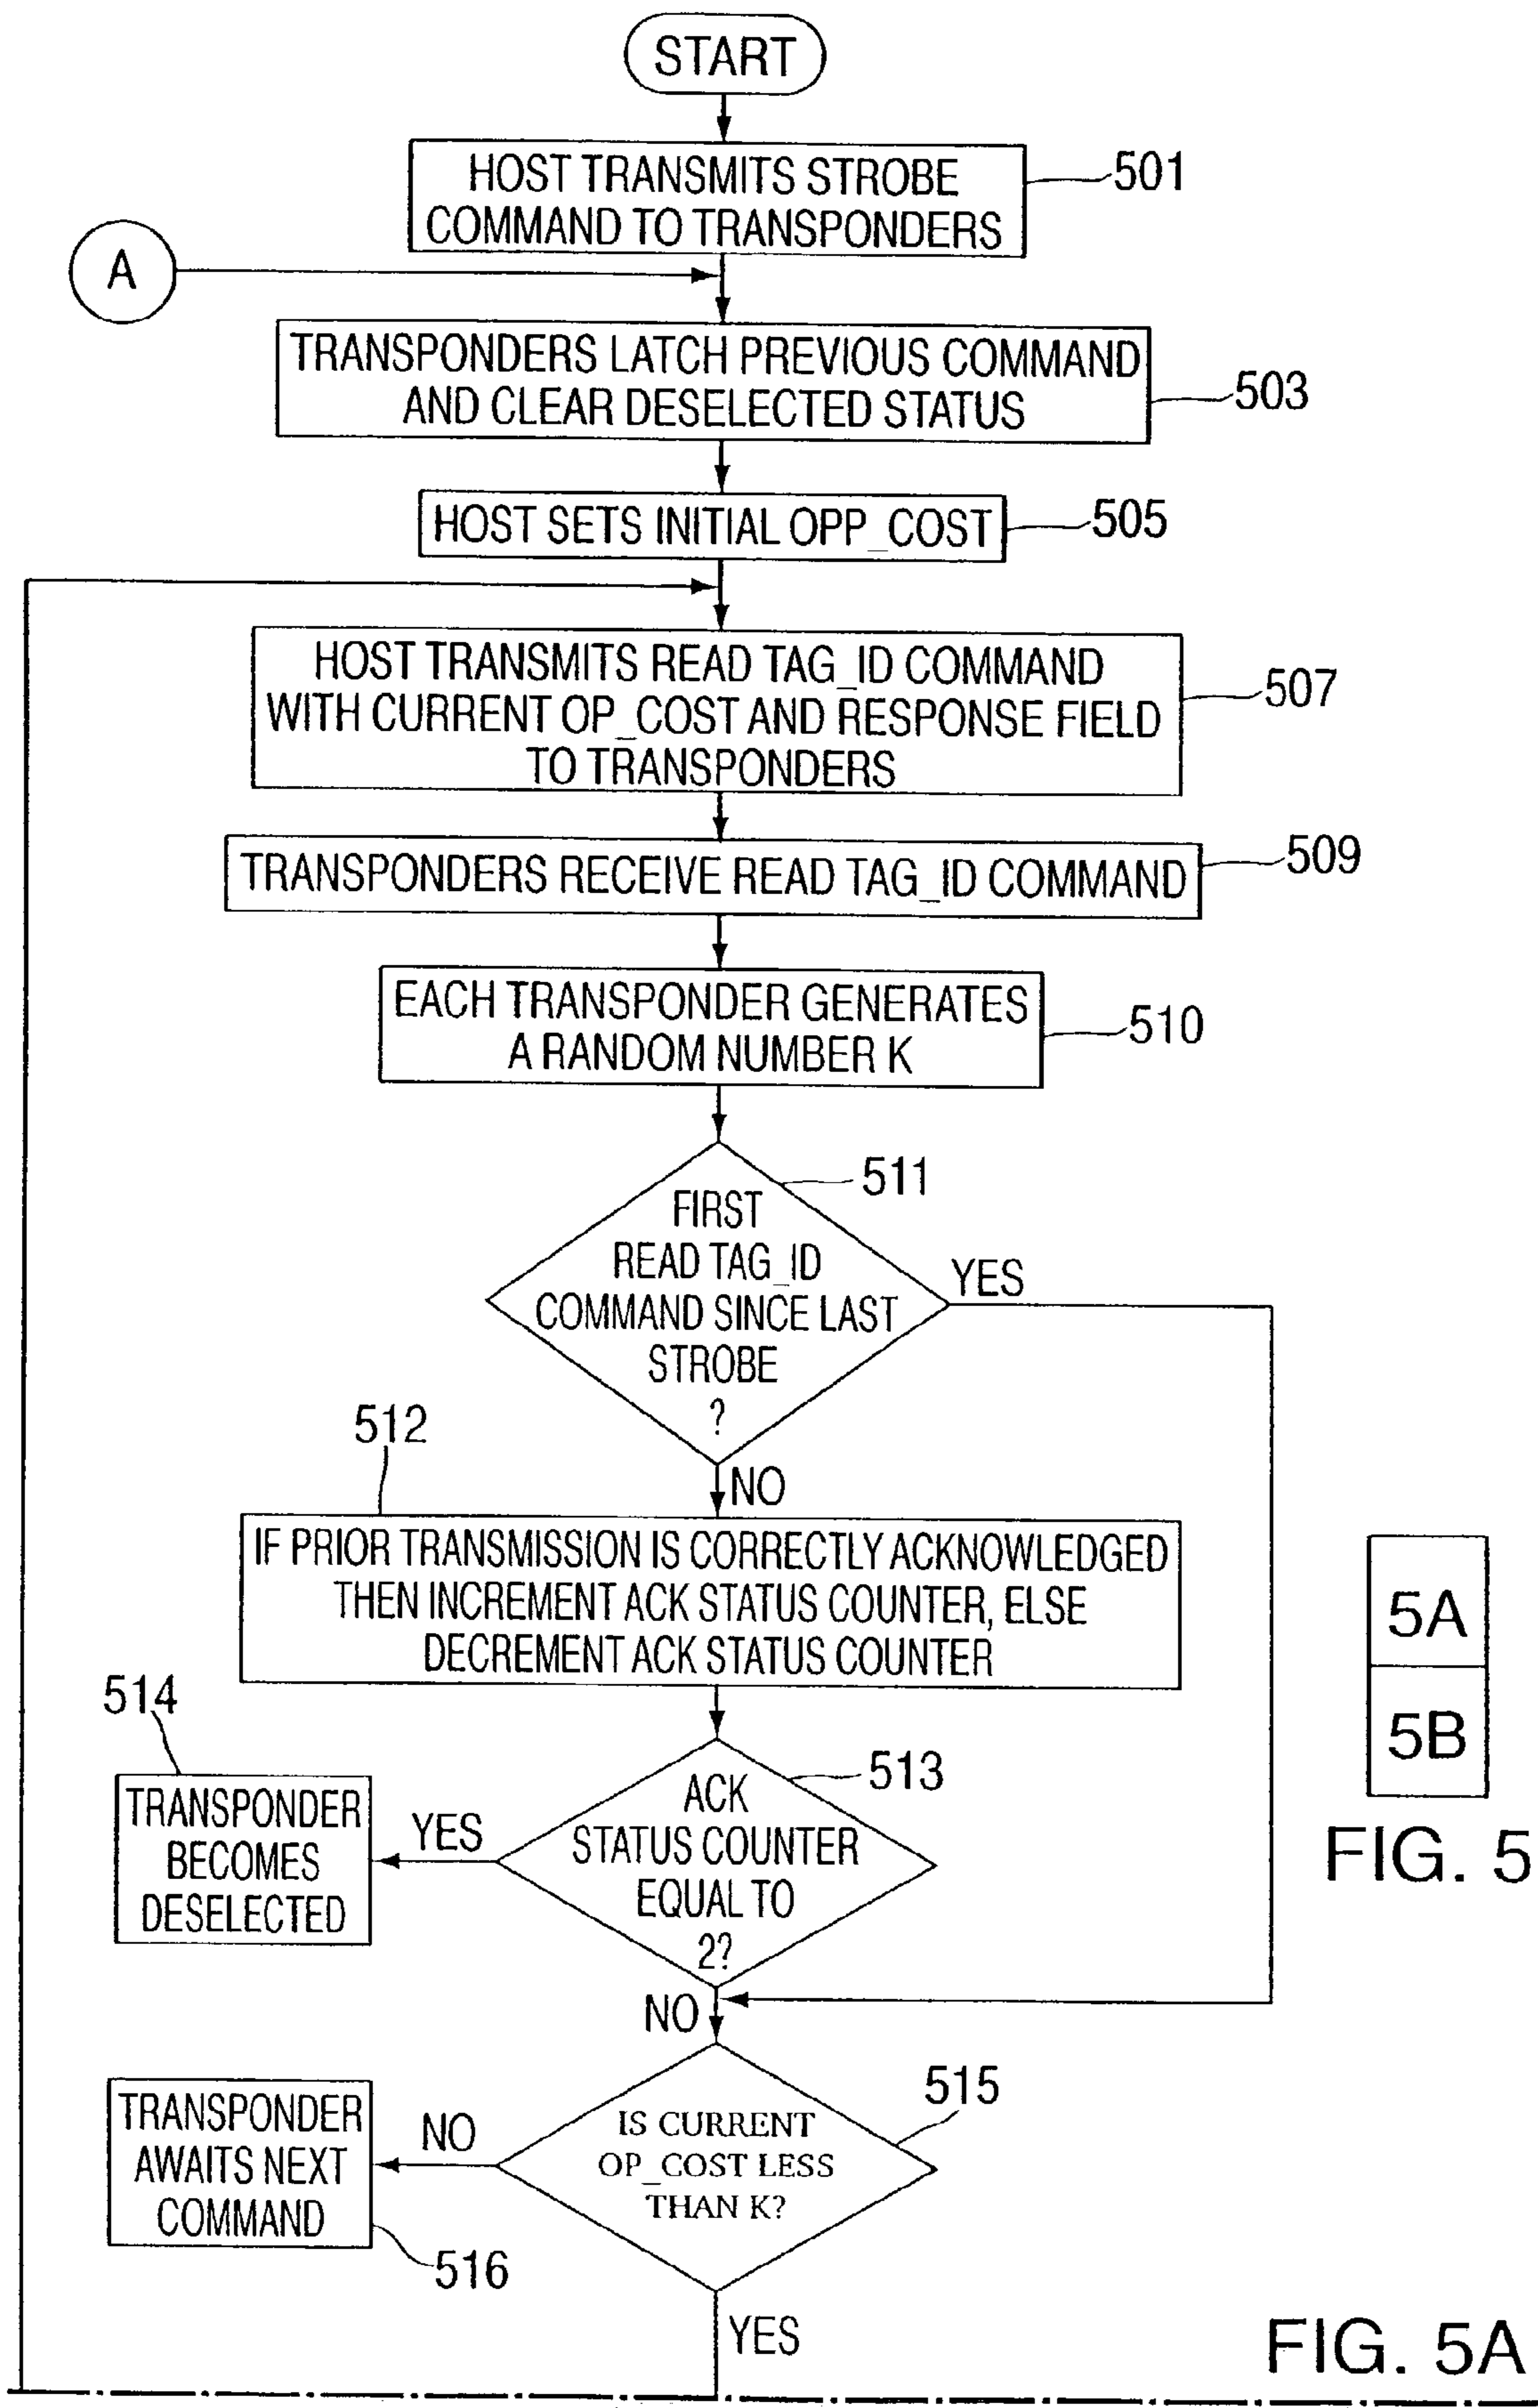 START
HOST TRANSMITS STROBE
COMMAND TO TRANSPONDERS
501
A
TRANSPONDERS LATCH PREVIOUS COMMAND
AND CLEAR DESELECTED STATUS
503
HOST SETS INITIAL OPP_COST
505
HOST TRANSMITS READ TAG_ID COMMAND
WITH CURRENT OP_COST AND RESPONSE FIELD
TO TRANSPONDERS
507
TRANSPONDERS RECEIVE READ TAG_ID COMMAND
509
EACH TRANSPONDER GENERATES
A RANDOM NUMBER K
510
511
FIRST
READ TAG_ID
COMMAND SINCE LAST
STROBE
?
YES
NO
512
IF PRIOR TRANSMISSION IS CORRECTLY ACKNOWLEDGED
THEN INCREMENT ACK STATUS COUNTER, ELSE
DECREMENT ACK STATUS COUNTER
513
ACK
STATUS COUNTER
EQUAL TO
2?
YES
514
TRANSPONDER
BECOMES
DESELECTED
NO
515
IS CURRENT
OP_COST LESS
THAN K?
NO
TRANSPONDER
AWAITS NEXT
COMMAND
516
YES
5A
5B
FIG. 5
FIG. 5A